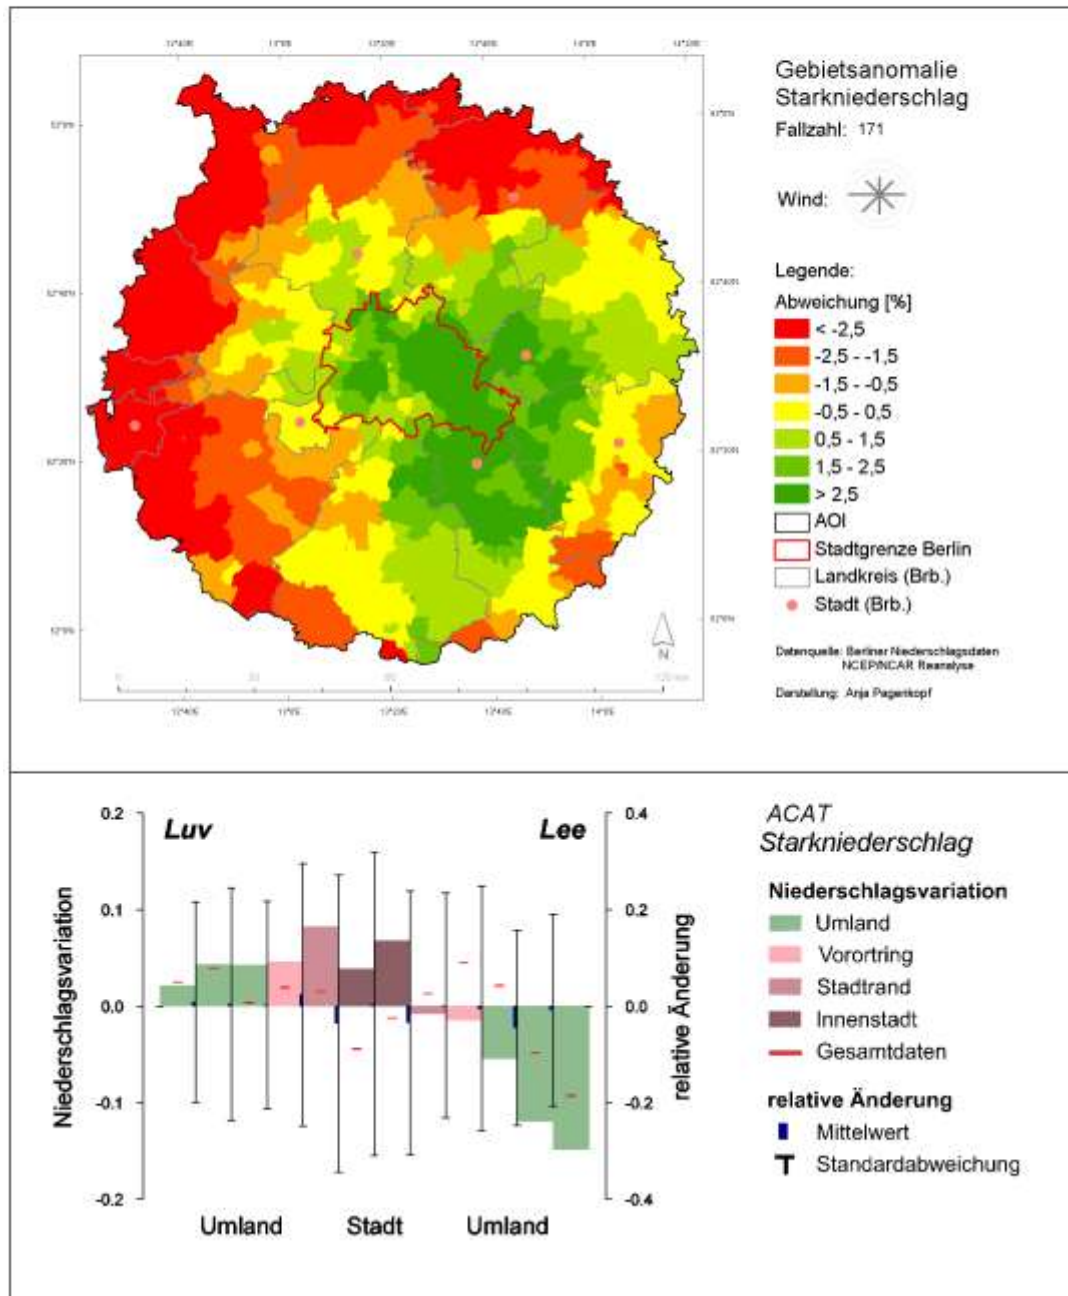 Gebietsanomalie
Starkniederschlag
Fallzahl: 171
Wind:
Legende:
Abweichung [%]
< -2,5
-2,5 - -1,5
-1,5 - -0,5
-0,5 - 0,5
0,5 - 1,5
1,5 - 2,5
> 2,5
AOI
Stadtgrenze Berlin
Landkreis (Brb.)
Stadt (Brb.)
N
Datenquelle: Berliner Niederschlagsdaten
NCEP/NCAR Reanalyse
Darstellung: Anja Pagenkopf
0.2
0.1
0.0
-0.1
-0.2
Niederschlagsvariation
Luv
Lee
0.4
0.2
0.0
-0.2
-0.4
relative Änderung
Umland
Stadt
Umland
ACAT
Starkniederschlag
Niederschlagsvariation
Umland
Vorortring
Stadtrand
Innenstadt
Gesamtdaten
relative Änderung
Mittelwert
Standardabweichung